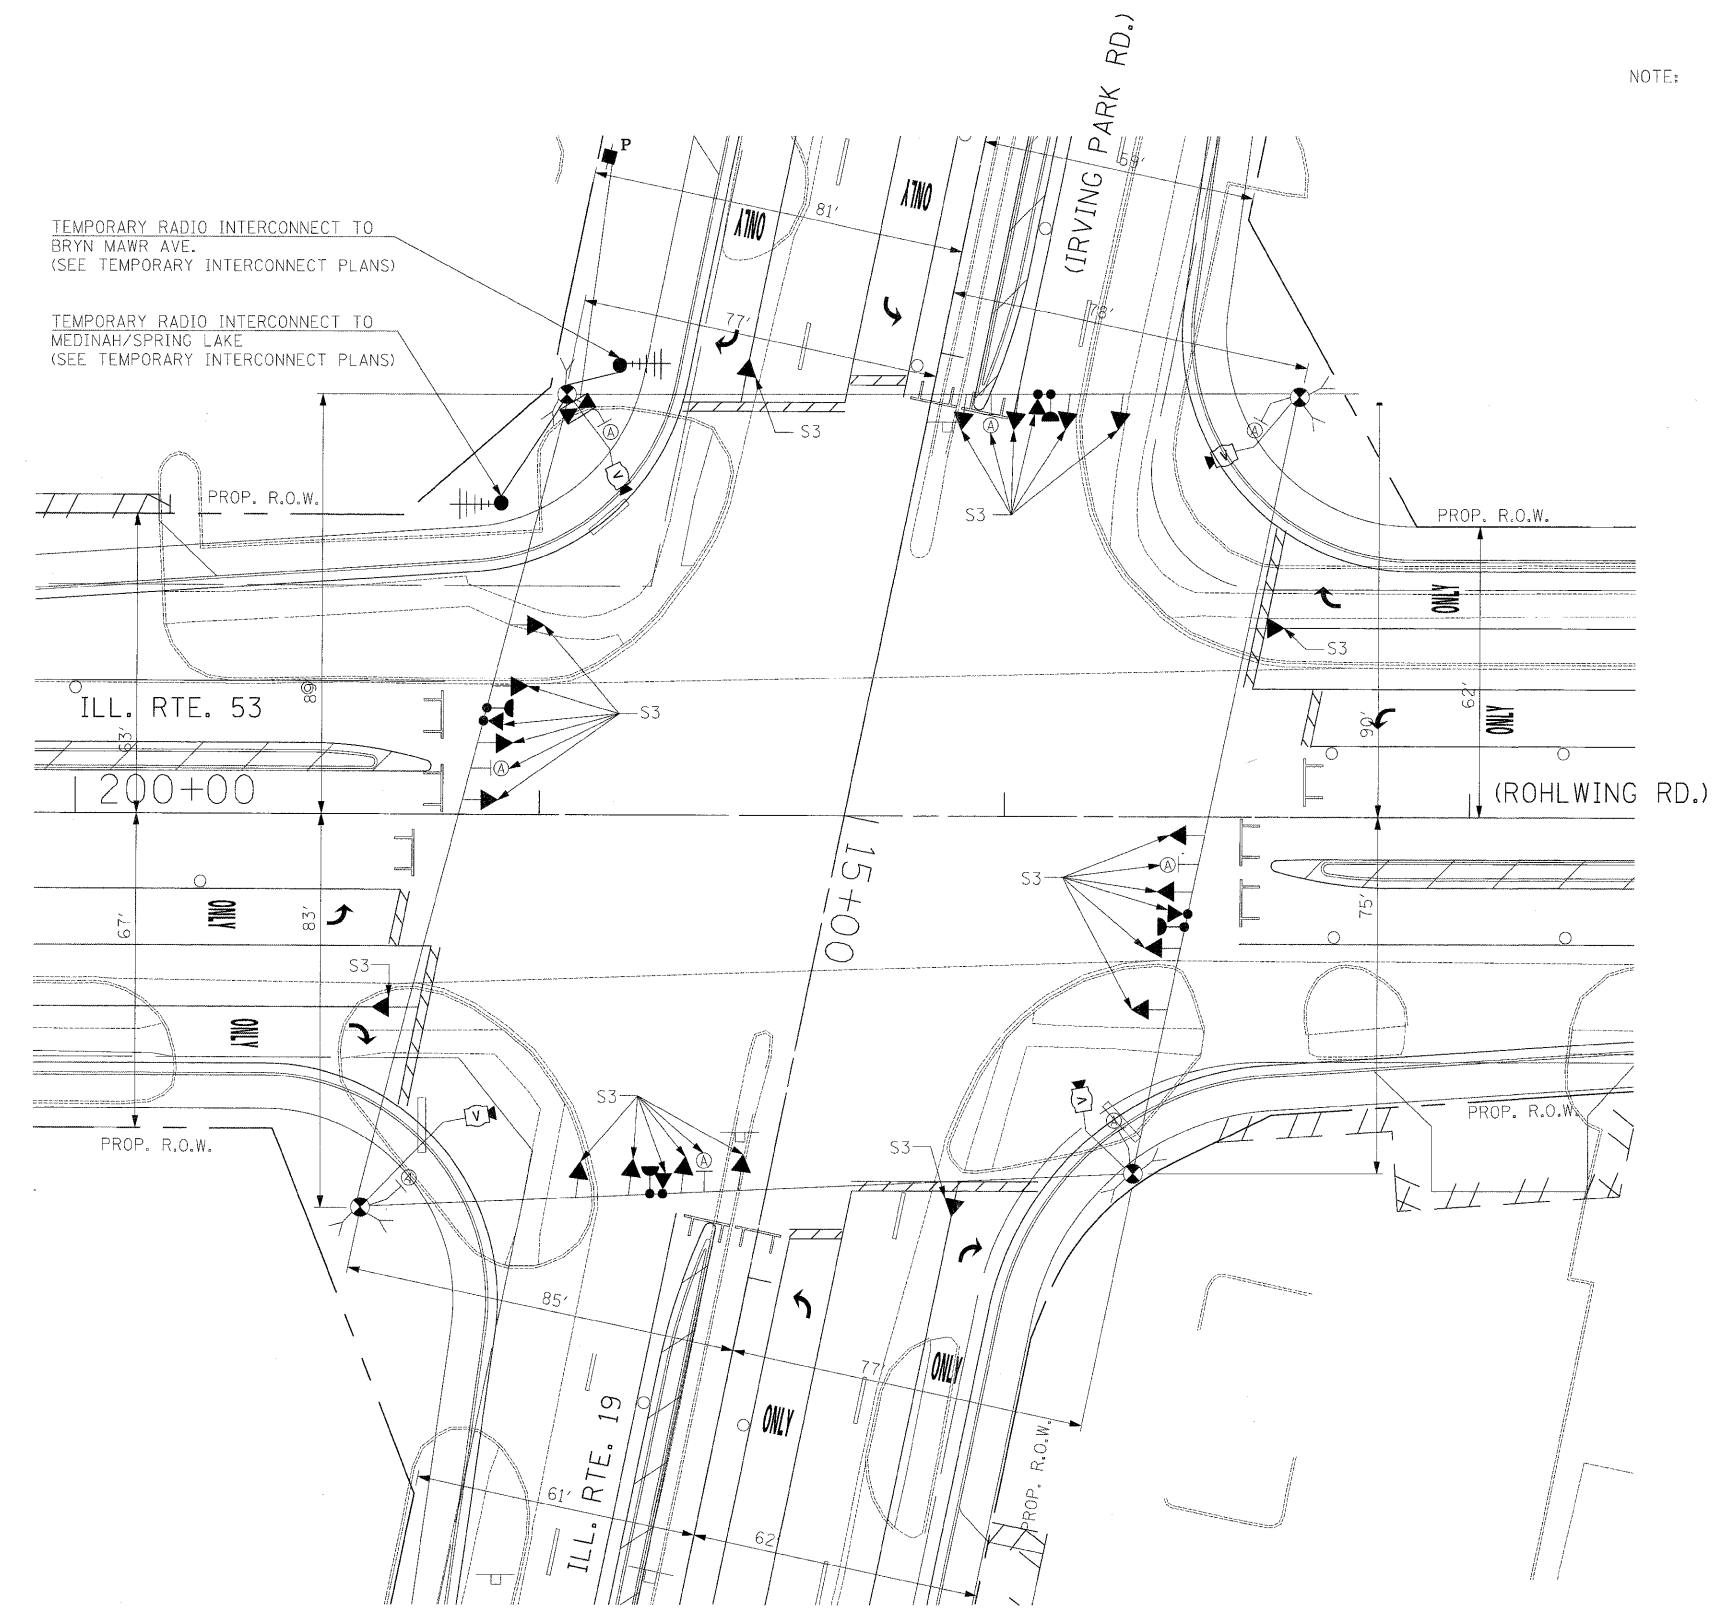 NOTE:
(IRVING PARK RD.)
P
59'
ONLY
ONLY
81'
TEMPORARY RADIO INTERCONNECT TO
BRYN MAWR AVE.
(SEE TEMPORARY INTERCONNECT PLANS)
TEMPORARY RADIO INTERCONNECT TO
MEDINAH/SPRING LAKE
(SEE TEMPORARY INTERCONNECT PLANS)
77'
76'
S3
A
A
A
V
V
PROP. R.O.W.
S3
PROP. R.O.W.
ONLY
S3
ILL. RTE. 53
89'
S3
62'
90'
ONLY
63'
A
200+00
(ROHLWING RD.)
15+00
S3
A
67'
ONLY
83'
75'
S3
ONLY
S3
V
V
A
PROP. R.O.W.
PROP. R.O.W.
S3
A
A
85'
77'
ONLY
ONLY
ILL. RTE. 19
PROP. R.O.W.
61'
62'